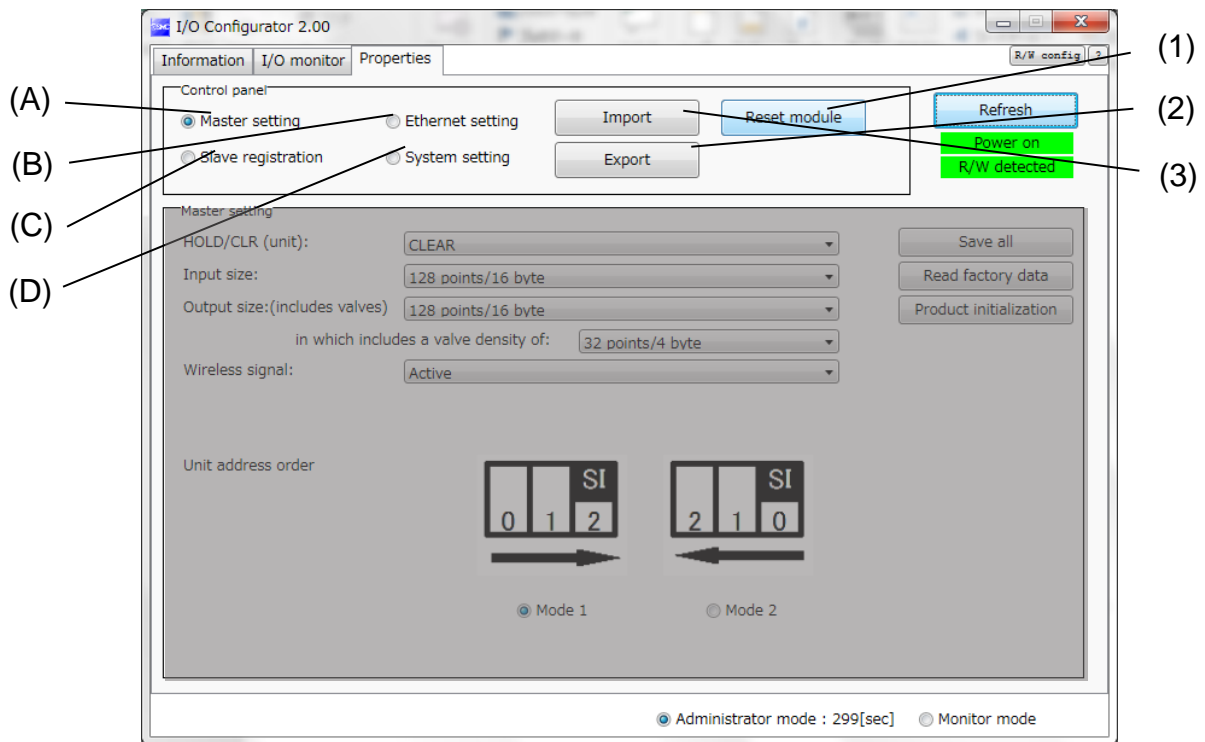 I/O Configurator 2.00
Information I/O monitor Properties R/W config ?
(1)
Control panel
(A)
Master setting Ethernet setting Import Reset module Refresh
(2)
Power on
(B)
Slave registration System setting Export R/W detected
(3)
Master setting
(C)
HOLD/CLR (unit): CLEAR Save all
Input size: 128 points/16 byte Read factory data
(D)
Output size:(includes valves) 128 points/16 byte Product initialization
in which includes a valve density of: 32 points/4 byte
Wireless signal: Active
Unit address order
SI SI
0 1 2 2 1 0
Mode 1 Mode 2
Administrator mode : 299[sec] Monitor mode